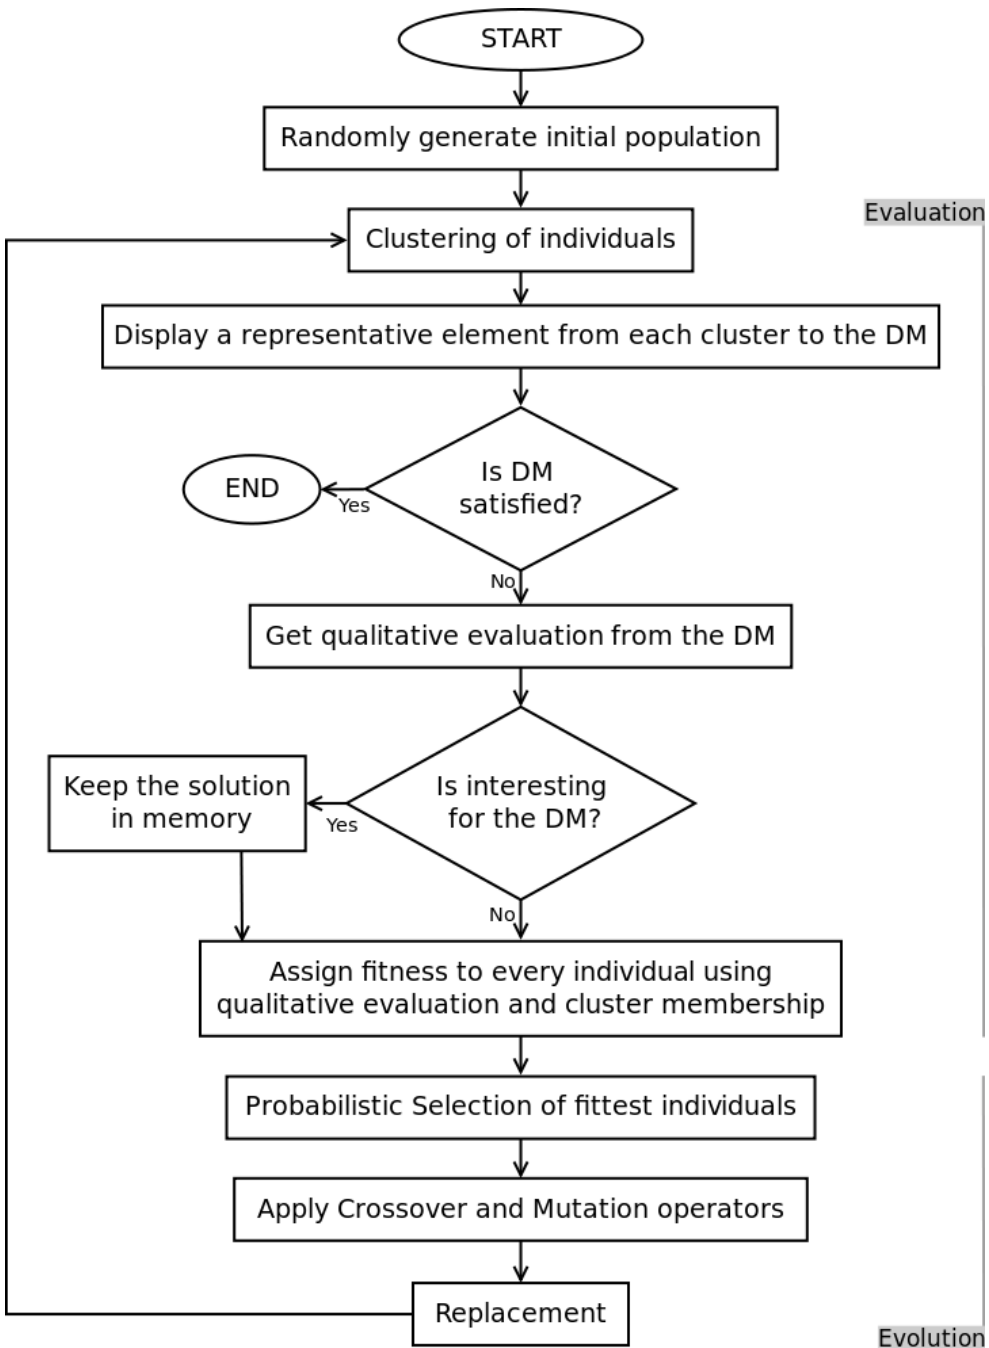 START
Randomly generate initial population
Evaluation
Clustering of individuals
Display a representative element from each cluster to the DM
Is DM
satisfied?
END
Yes
No
Get qualitative evaluation from the DM
Is interesting
for the DM?
Keep the solution
in memory
Yes
No
Assign fitness to every individual using
qualitative evaluation and cluster membership
Probabilistic Selection of fittest individuals
Apply Crossover and Mutation operators
Replacement
Evolution